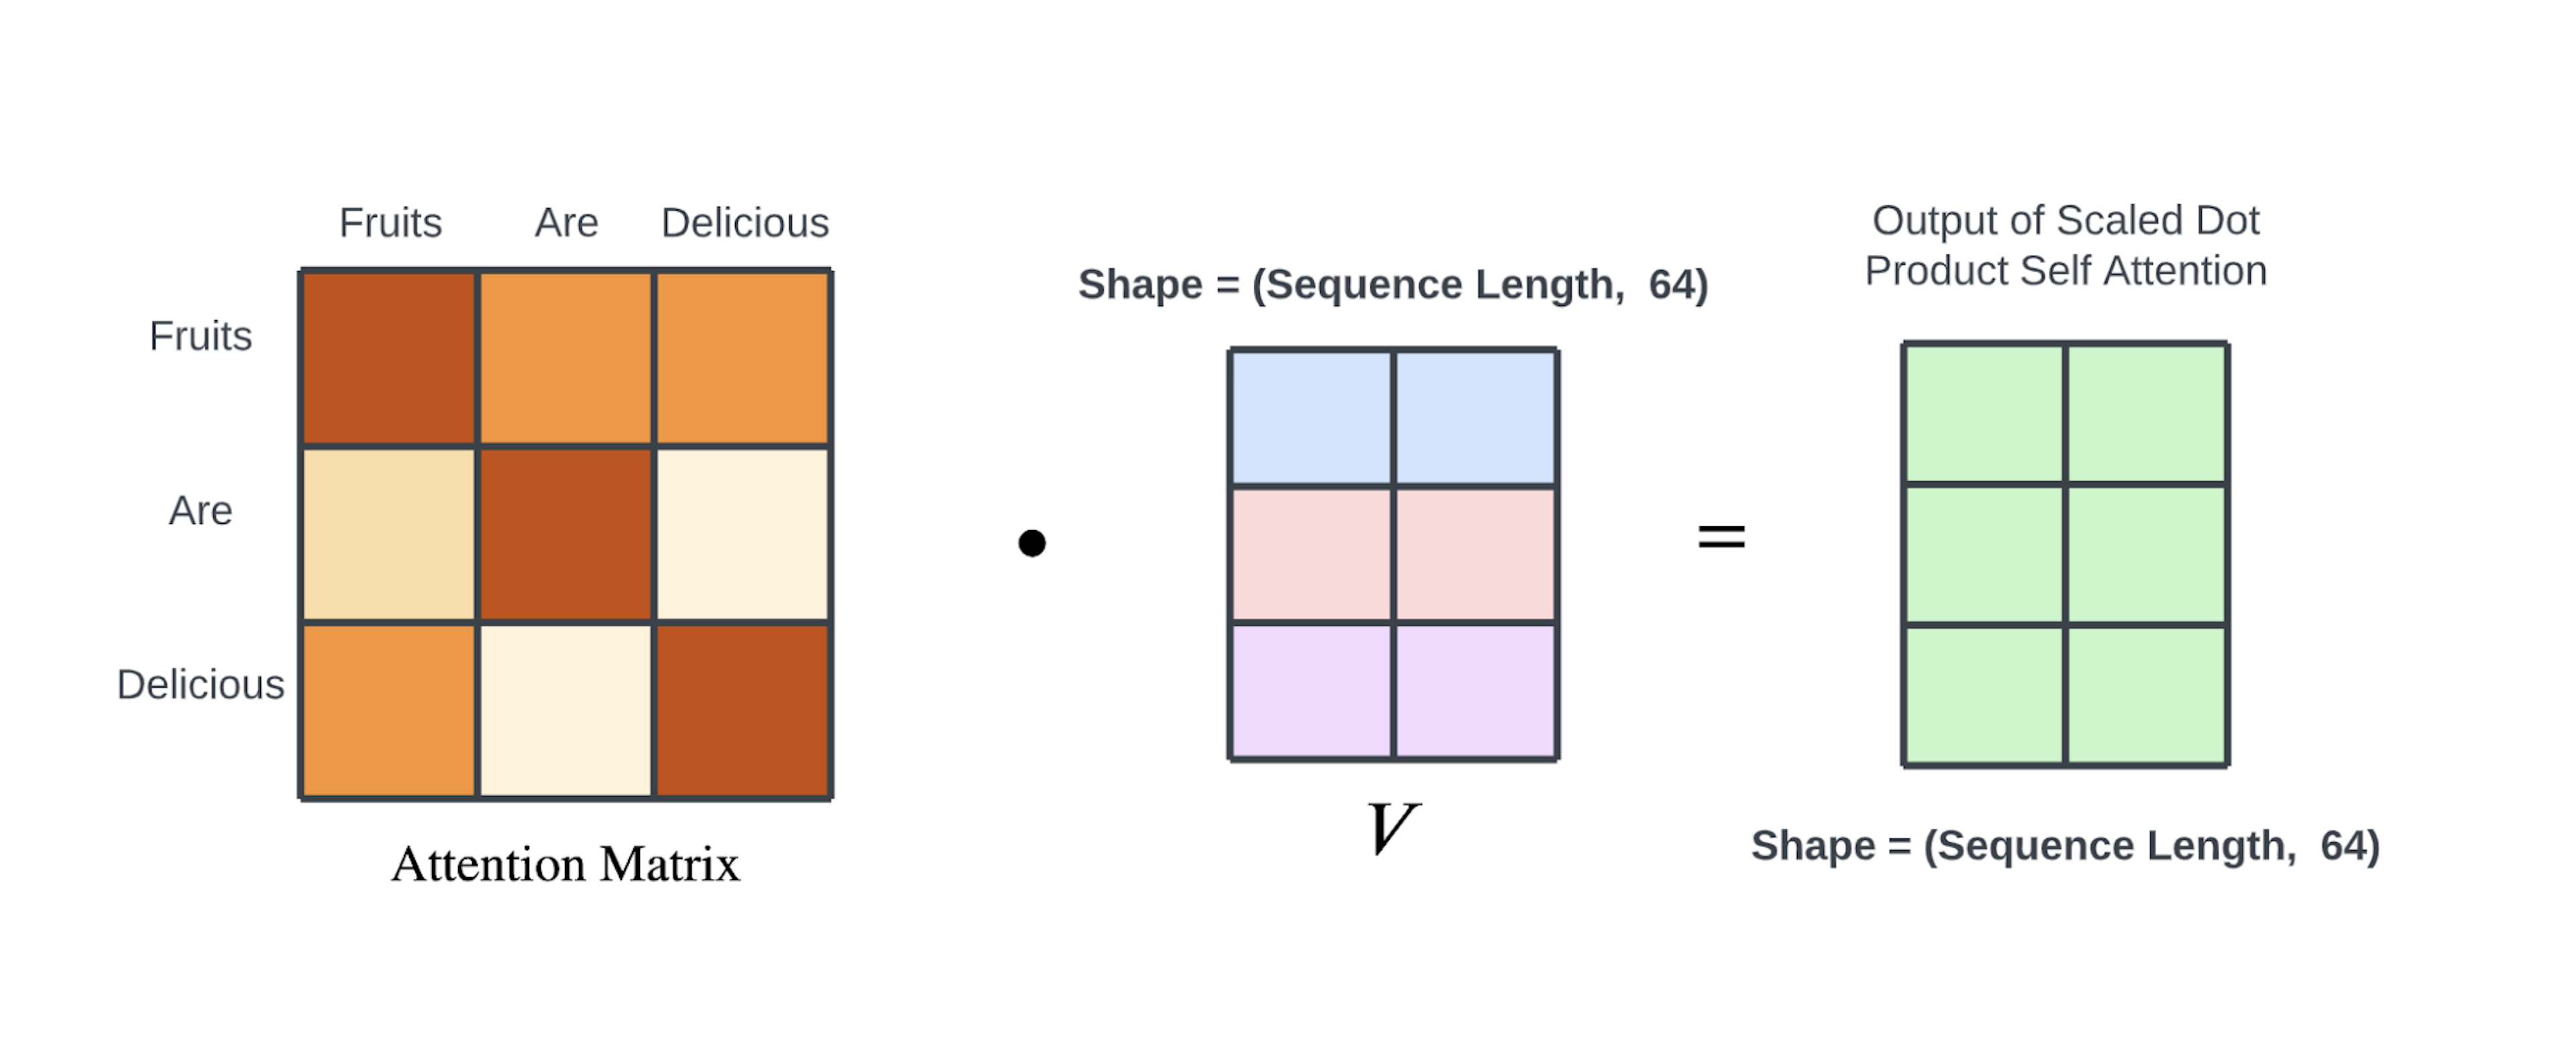 Fruits Are Delicious
Fruits
Are
Delicious
Attention Matrix
•
Shape = (Sequence Length, 64)
V
=
Output of Scaled Dot
Product Self Attention
Shape = (Sequence Length, 64)